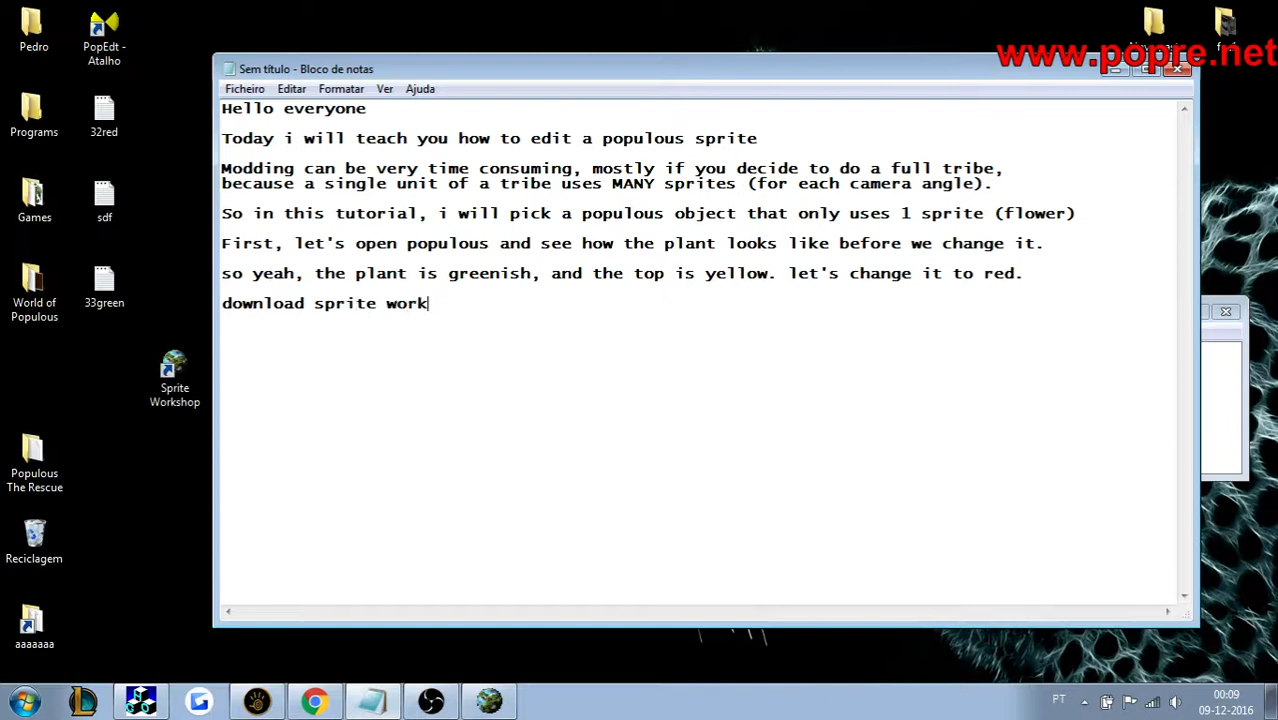 www.popre.net
Pedro
PopEdt -
Atalho
Programs
32red
Games
sdf
World of
Populous
33green
Sprite
Workshop
Populous
The Rescue
Reciclagem
aaaaaaa
Sem título - Bloco de notas
Ficheiro Editar Formatar Ver Ajuda
Hello everyone
Today i will teach you how to edit a populous sprite
Modding can be very time consuming, mostly if you decide to do a full tribe,
because a single unit of a tribe uses MANY sprites (for each camera angle).
So in this tutorial, i will pick a populous object that only uses 1 sprite (flower)
First, let's open populous and see how the plant looks like before we change it.
so yeah, the plant is greenish, and the top is yellow. let's change it to red.
download sprite work
PT
00:09
09-12-2016